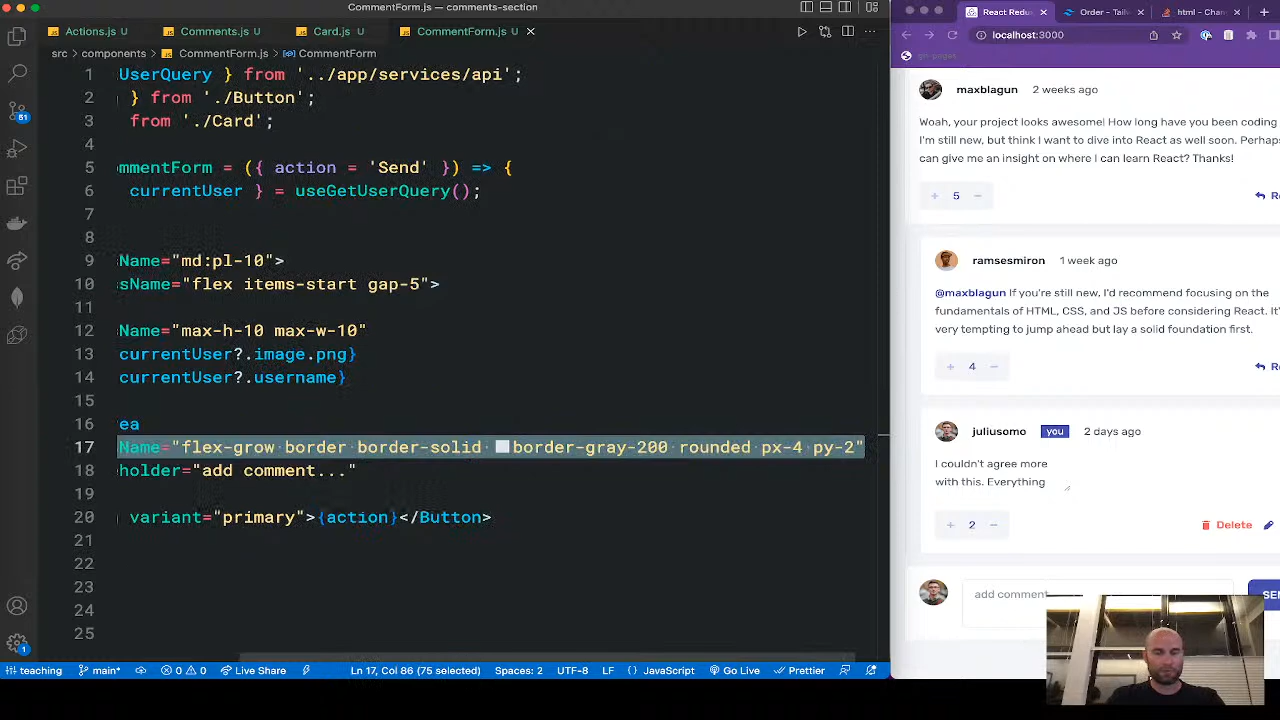 CommentForm.js — comments-section
Actions.js U
Comments.js U
Card.js U
CommentForm.js U
React Redu
Order - Tailw
html - Chan
localhost:3000
src > components > CommentForm.js > CommentForm
gh-pages
1 UserQuery } from '../app/services/api';
2 } from './Button';
3 from './Card';
4
5 mmentForm = ({ action = 'Send' }) => {
6 currentUser } = useGetUserQuery();
7
8
9 Name="md:pl-10">
10 sName="flex items-start gap-5">
11
12 Name="max-h-10 max-w-10"
13 currentUser?.image.png}
14 currentUser?.username}
15
16 ea
17 Name="flex-grow border border-solid border-gray-200 rounded px-4 py-2"
18 holder="add comment..."
19
20 variant="primary">{action}</Button>
21
22
23
24
25
maxblagun 2 weeks ago
Woah, your project looks awesome! How long have you been coding
I'm still new, but think I want to dive into React as well soon. Perhaps
can give me an insight on where I can learn React? Thanks!
+ 5 −
Re
ramsesmiron 1 week ago
@maxblagun If you're still new, I'd recommend focusing on the
fundamentals of HTML, CSS, and JS before considering React. It's
very tempting to jump ahead but lay a solid foundation first.
+ 4 −
Re
juliusomo you 2 days ago
I couldn't agree more
with this. Everything
+ 2 −
Delete
add comment
SEN
51
1
teaching
main*
0 0
Live Share
Ln 17, Col 86 (75 selected)
Spaces: 2
UTF-8
LF
{ } JavaScript
Go Live
Prettier